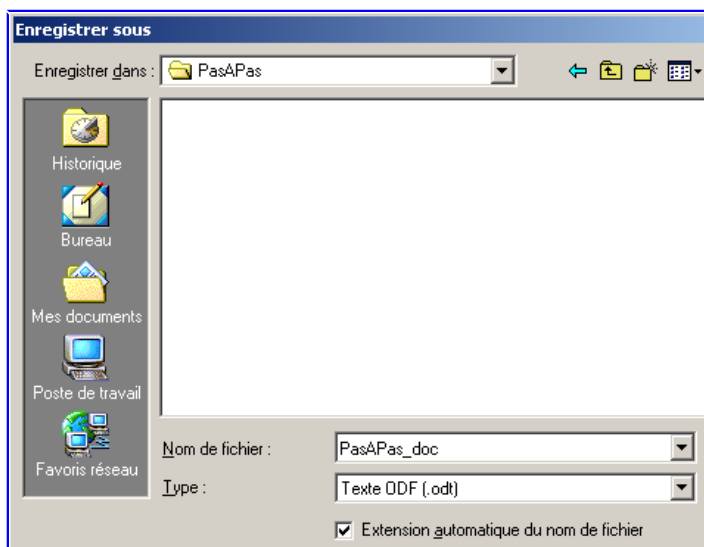 Enregistrer sous
Enregistrer dans : PasAPas
Historique
Bureau
Mes documents
Poste de travail
Favoris réseau
Nom de fichier : PasAPas_doc
Type : Texte ODF (.odt)
Extension automatique du nom de fichier